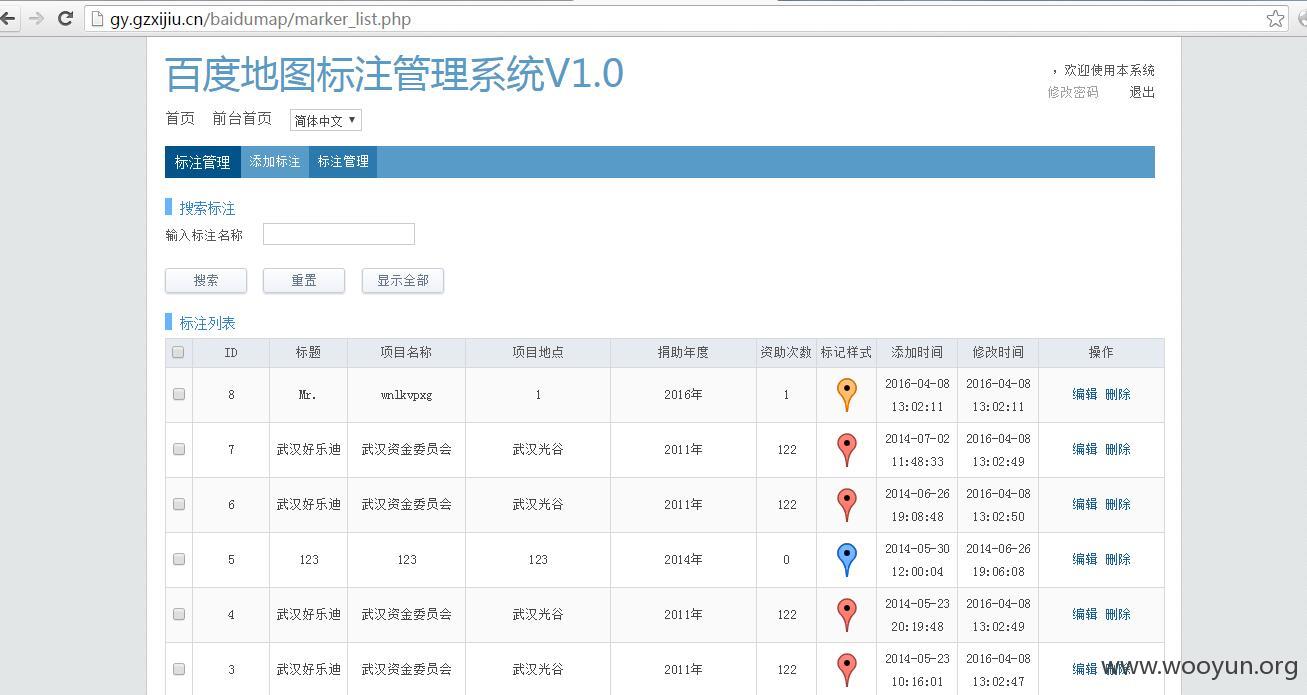 gy.gzxijiu.cn/baidumap/marker_list.php
百度地图标注管理系统V1.0
，欢迎使用本系统
修改密码 退出
首页 前台首页 简体中文
标注管理 添加标注 标注管理
搜索标注
输入标注名称
搜索 重置 显示全部
标注列表
ID 标题 项目名称 项目地点 捐助年度 资助次数 标记样式 添加时间 修改时间 操作
8 Mr. wnlkvpxg 1 2016年 1 2016-04-08 13:02:11 2016-04-08 13:02:11 编辑 删除
7 武汉好乐迪 武汉资金委员会 武汉光谷 2011年 122 2014-07-02 11:48:33 2016-04-08 13:02:49 编辑 删除
6 武汉好乐迪 武汉资金委员会 武汉光谷 2011年 122 2014-06-26 19:08:48 2016-04-08 13:02:50 编辑 删除
5 123 123 123 2014年 0 2014-05-30 12:00:04 2014-06-26 19:06:08 编辑 删除
4 武汉好乐迪 武汉资金委员会 武汉光谷 2011年 122 2014-05-23 20:19:48 2016-04-08 13:02:49 编辑 删除
3 武汉好乐迪 武汉资金委员会 武汉光谷 2011年 122 2014-05-23 10:16:01 2016-04-08 13:02:47 编辑 删除
www.wooyun.org